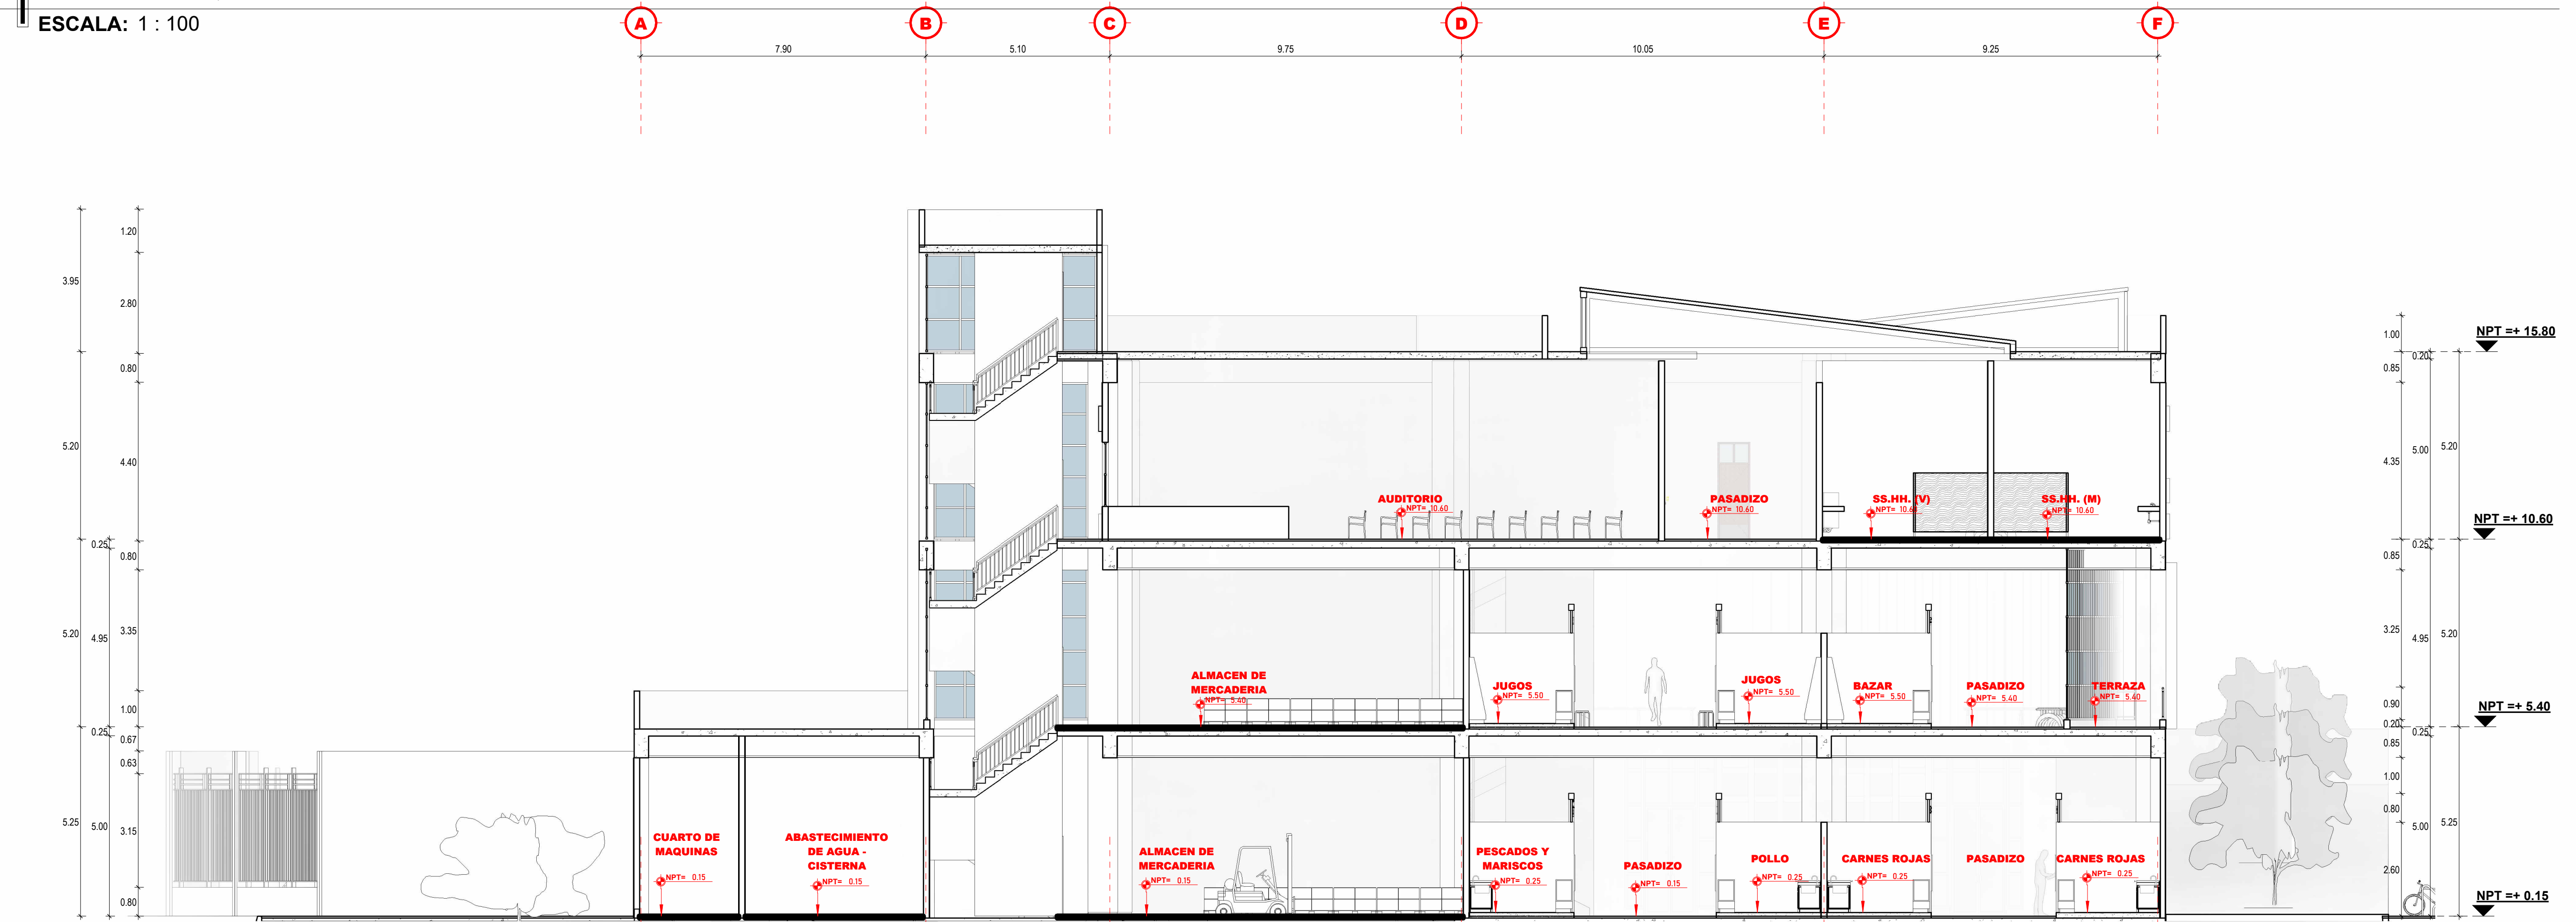 ESCALA: 1 : 100
A B C D E F
7.90 5.10 9.75 10.05 9.25
1.20
3.95
2.80
0.80
5.20
4.40
0.25
0.80
5.20
4.95
3.35
1.00
0.25
0.67
0.63
5.25
5.00
3.15
0.80
AUDITORIO
NPT= 10.60
PASADIZO
NPT= 10.60
SS.HH. (V)
NPT= 10.60
SS.HH. (M)
NPT= 10.60
ALMACEN DE
MERCADERIA
NPT= 5.40
JUGOS
NPT= 5.50
JUGOS
NPT= 5.50
BAZAR
NPT= 5.50
PASADIZO
NPT= 5.40
TERRAZA
NPT= 5.40
CUARTO DE
MAQUINAS
NPT= 0.15
ABASTECIMIENTO
DE AGUA -
CISTERNA
NPT= 0.15
ALMACEN DE
MERCADERIA
NPT= 0.15
PESCADOS Y
MARISCOS
NPT= 0.25
PASADIZO
NPT= 0.15
POLLO
NPT= 0.25
CARNES ROJAS
NPT= 0.25
PASADIZO
CARNES ROJAS
NPT= 0.25
1.00
0.20
0.85
4.35
5.00
5.20
0.25
0.85
3.25
4.95
5.20
0.90
0.20
0.25
0.85
1.00
0.80
5.00
5.25
2.60
NPT =+ 15.80
NPT =+ 10.60
NPT =+ 5.40
NPT =+ 0.15